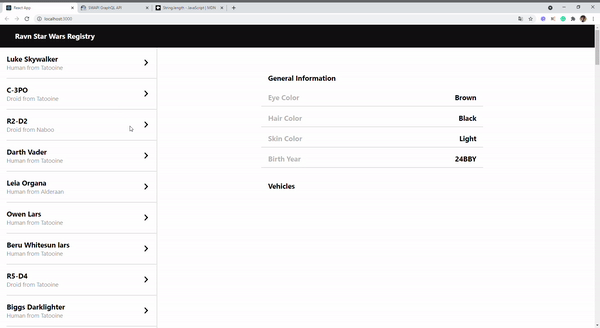 React App
SWAPI GraphQL API
String.length - JavaScript | MDN
localhost:3000
Ravn Star Wars Registry
Luke Skywalker
Human from Tatooine
C-3PO
Droid from Tatooine
R2-D2
Droid from Naboo
Darth Vader
Human from Tatooine
Leia Organa
Human from Alderaan
Owen Lars
Human from Tatooine
Beru Whitesun lars
Human from Tatooine
R5-D4
Droid from Tatooine
Biggs Darklighter
Human from Tatooine
General Information
Eye Color Brown
Hair Color Black
Skin Color Light
Birth Year 24BBY
Vehicles